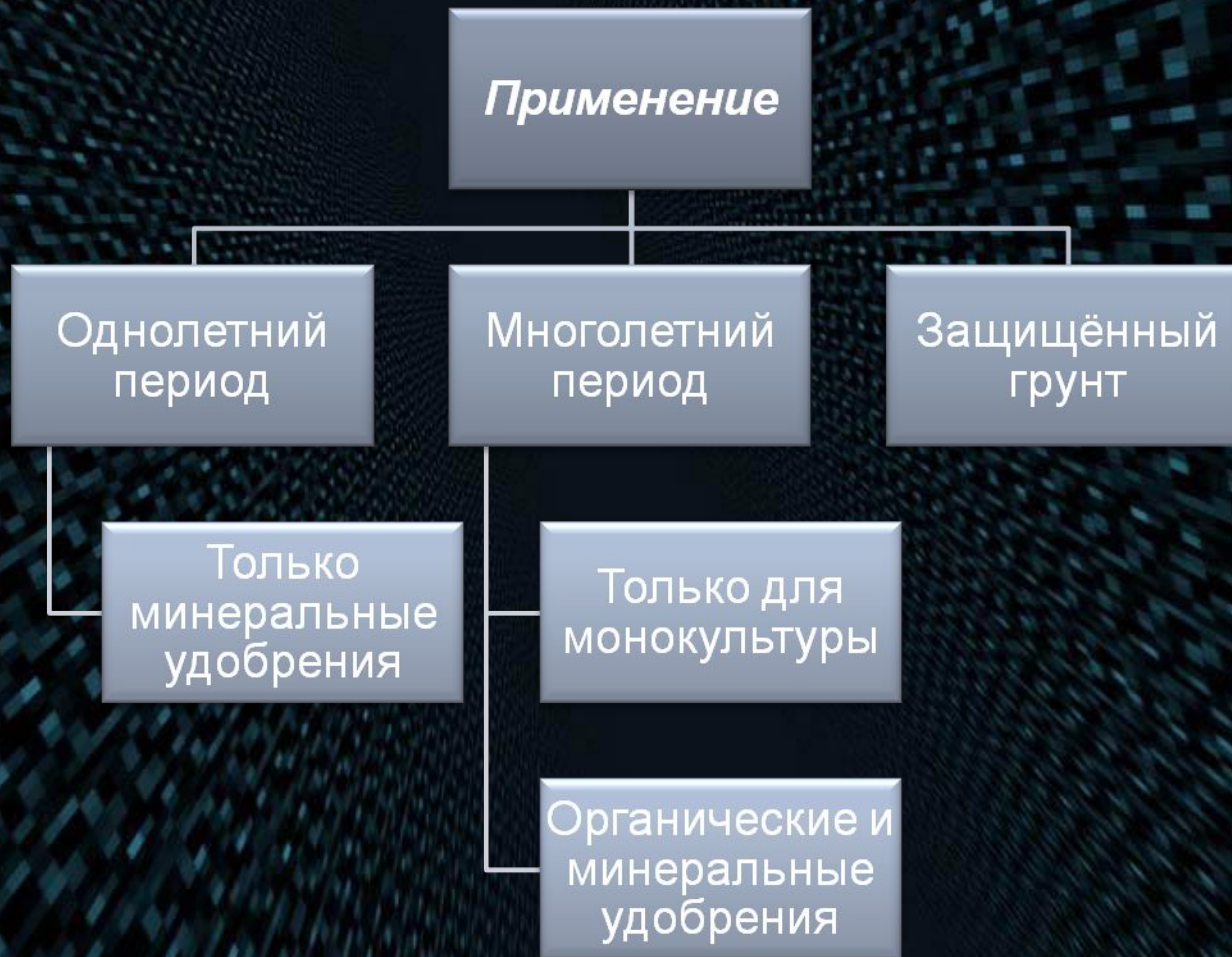 Применение
Однолетний
период
Многолетний
период
Защищённый
грунт
Только
минеральные
удобрения
Только для
монокультуры
Органические и
минеральные
удобрения